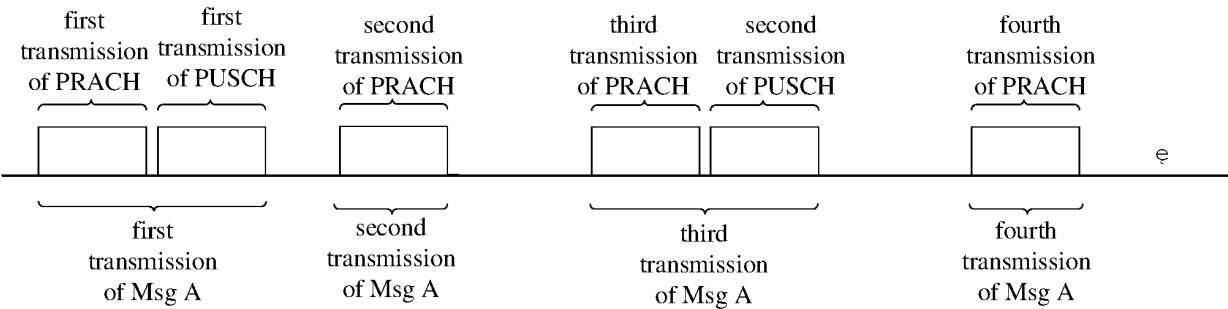 first
transmission
of PRACH
first
transmission
of PUSCH
second
transmission
of PRACH
third
transmission
of PRACH
second
transmission
of PUSCH
fourth
transmission
of PRACH
ę
first
transmission
of Msg A
second
transmission
of Msg A
third
transmission
of Msg A
fourth
transmission
of Msg A